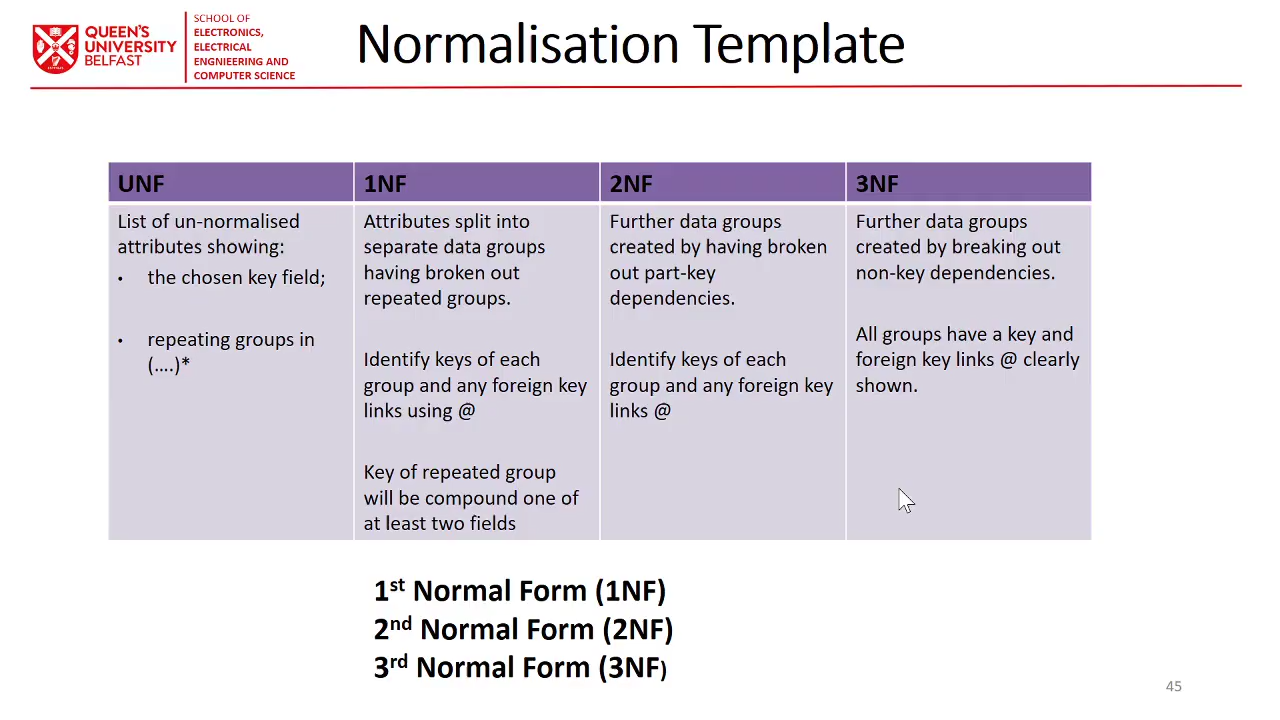 QUEEN'S
UNIVERSITY
BELFAST
SCHOOL OF
ELECTRONICS,
ELECTRICAL
ENGNIEERING AND
COMPUTER SCIENCE
Normalisation Template
UNF
List of un-normalised
attributes showing:
• the chosen key field;
• repeating groups in
(....)*
1NF
Attributes split into
separate data groups
having broken out
repeated groups.
Identify keys of each
group and any foreign key
links using @
Key of repeated group
will be compound one of
at least two fields
2NF
Further data groups
created by having broken
out part-key
dependencies.
Identify keys of each
group and any foreign key
links @
3NF
Further data groups
created by breaking out
non-key dependencies.
All groups have a key and
foreign key links @ clearly
shown.
1st Normal Form (1NF)
2nd Normal Form (2NF)
3rd Normal Form (3NF)
45